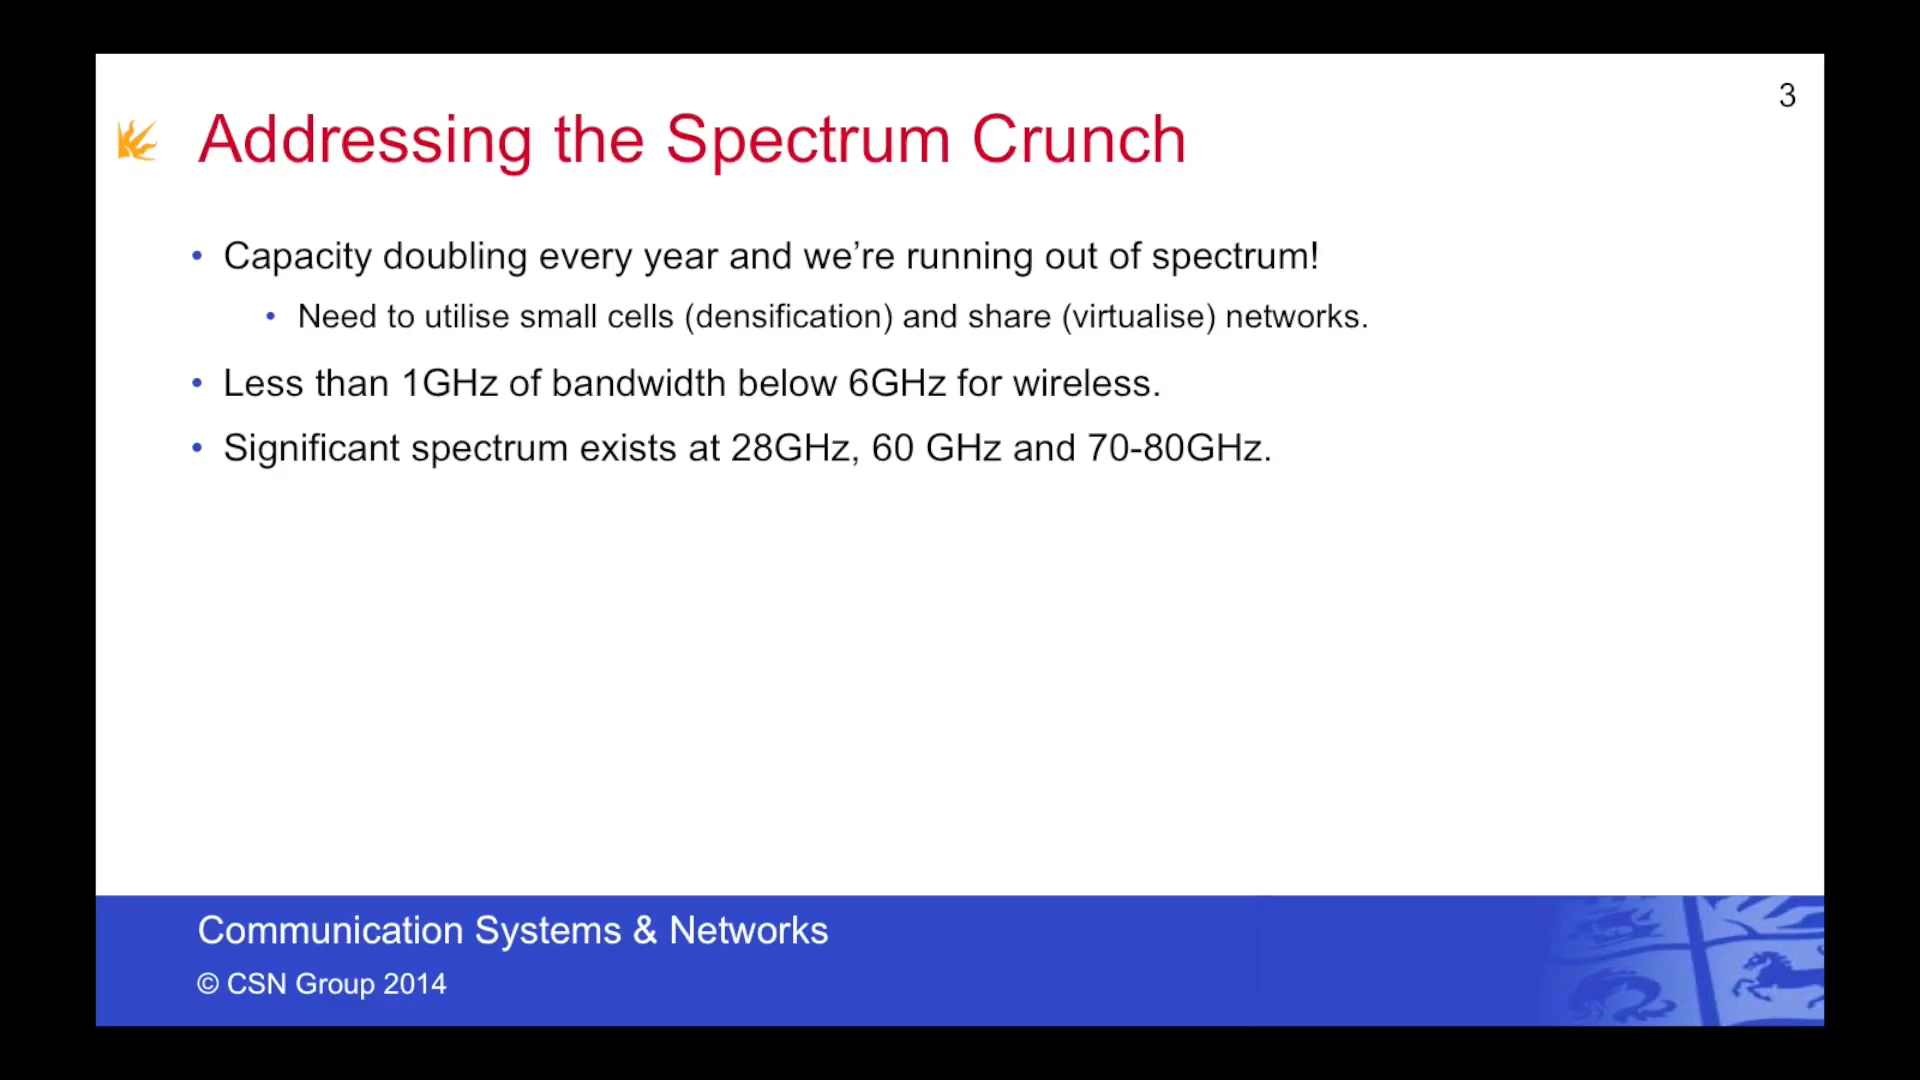 3
Addressing the Spectrum Crunch
• Capacity doubling every year and we’re running out of spectrum!
• Need to utilise small cells (densification) and share (virtualise) networks.
• Less than 1GHz of bandwidth below 6GHz for wireless.
• Significant spectrum exists at 28GHz, 60 GHz and 70-80GHz.
Communication Systems & Networks
© CSN Group 2014